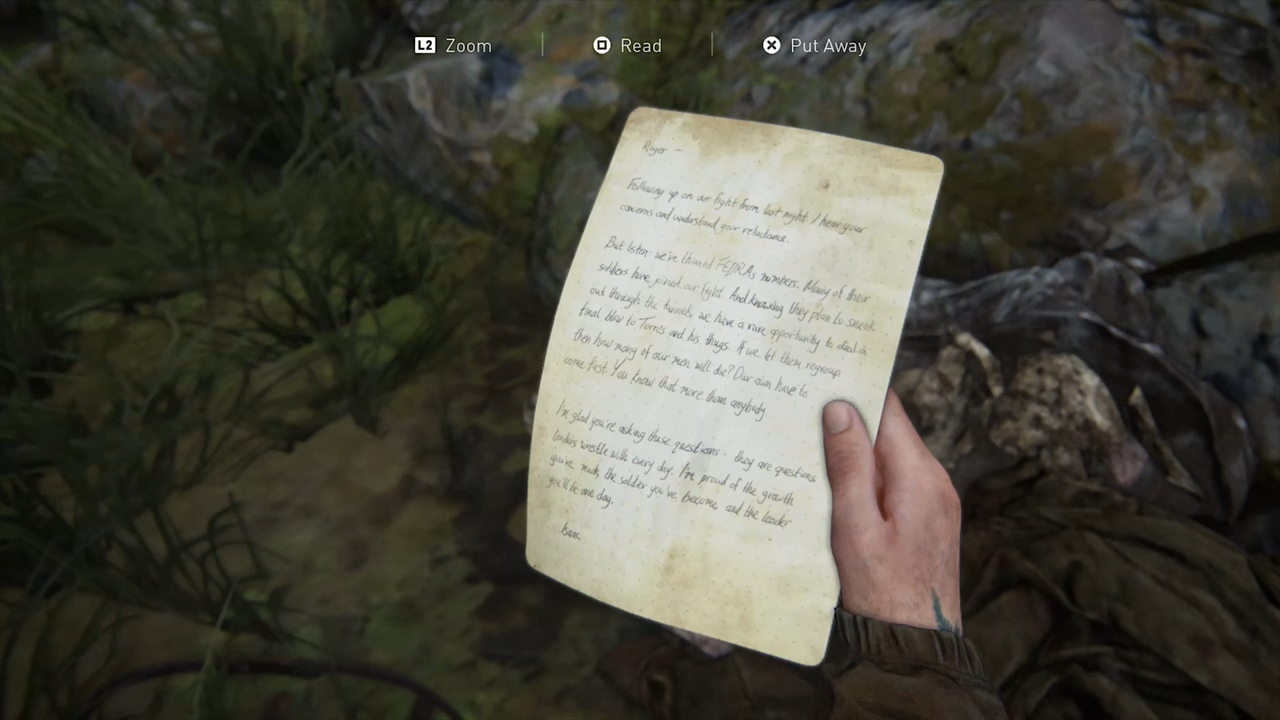 L2 Zoom | Read | Put Away
Roger –
Following up on our fight from last night. I hear your
concerns and understand your reluctance.
But listen: we've thinned FEDRA's numbers. Many of their
soldiers have joined our fight. And knowing they plan to sneak
out through the tunnels we have a rare opportunity to deal a
final blow to Torres and his thugs. If we let them regroup
then how many of our men will die? Our own have to
come first. You know that more than anybody.
I'm glad you're asking those questions - they are questions
leaders wrestle with every day. I'm proud of the growth
you've made, the soldier you've become, and the leader
you'll be one day.
Isaac